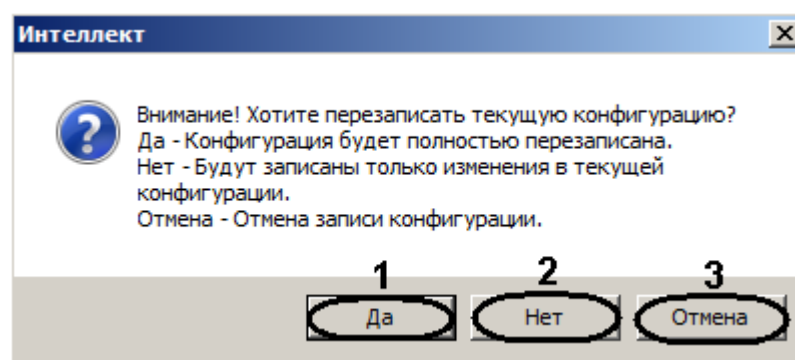 Интеллект
Внимание! Хотите перезаписать текущую конфигурацию?
Да - Конфигурация будет полностью перезаписана.
Нет - Будут записаны только изменения в текущей
конфигурации.
Отмена - Отмена записи конфигурации.
1 2 3
Да Нет Отмена